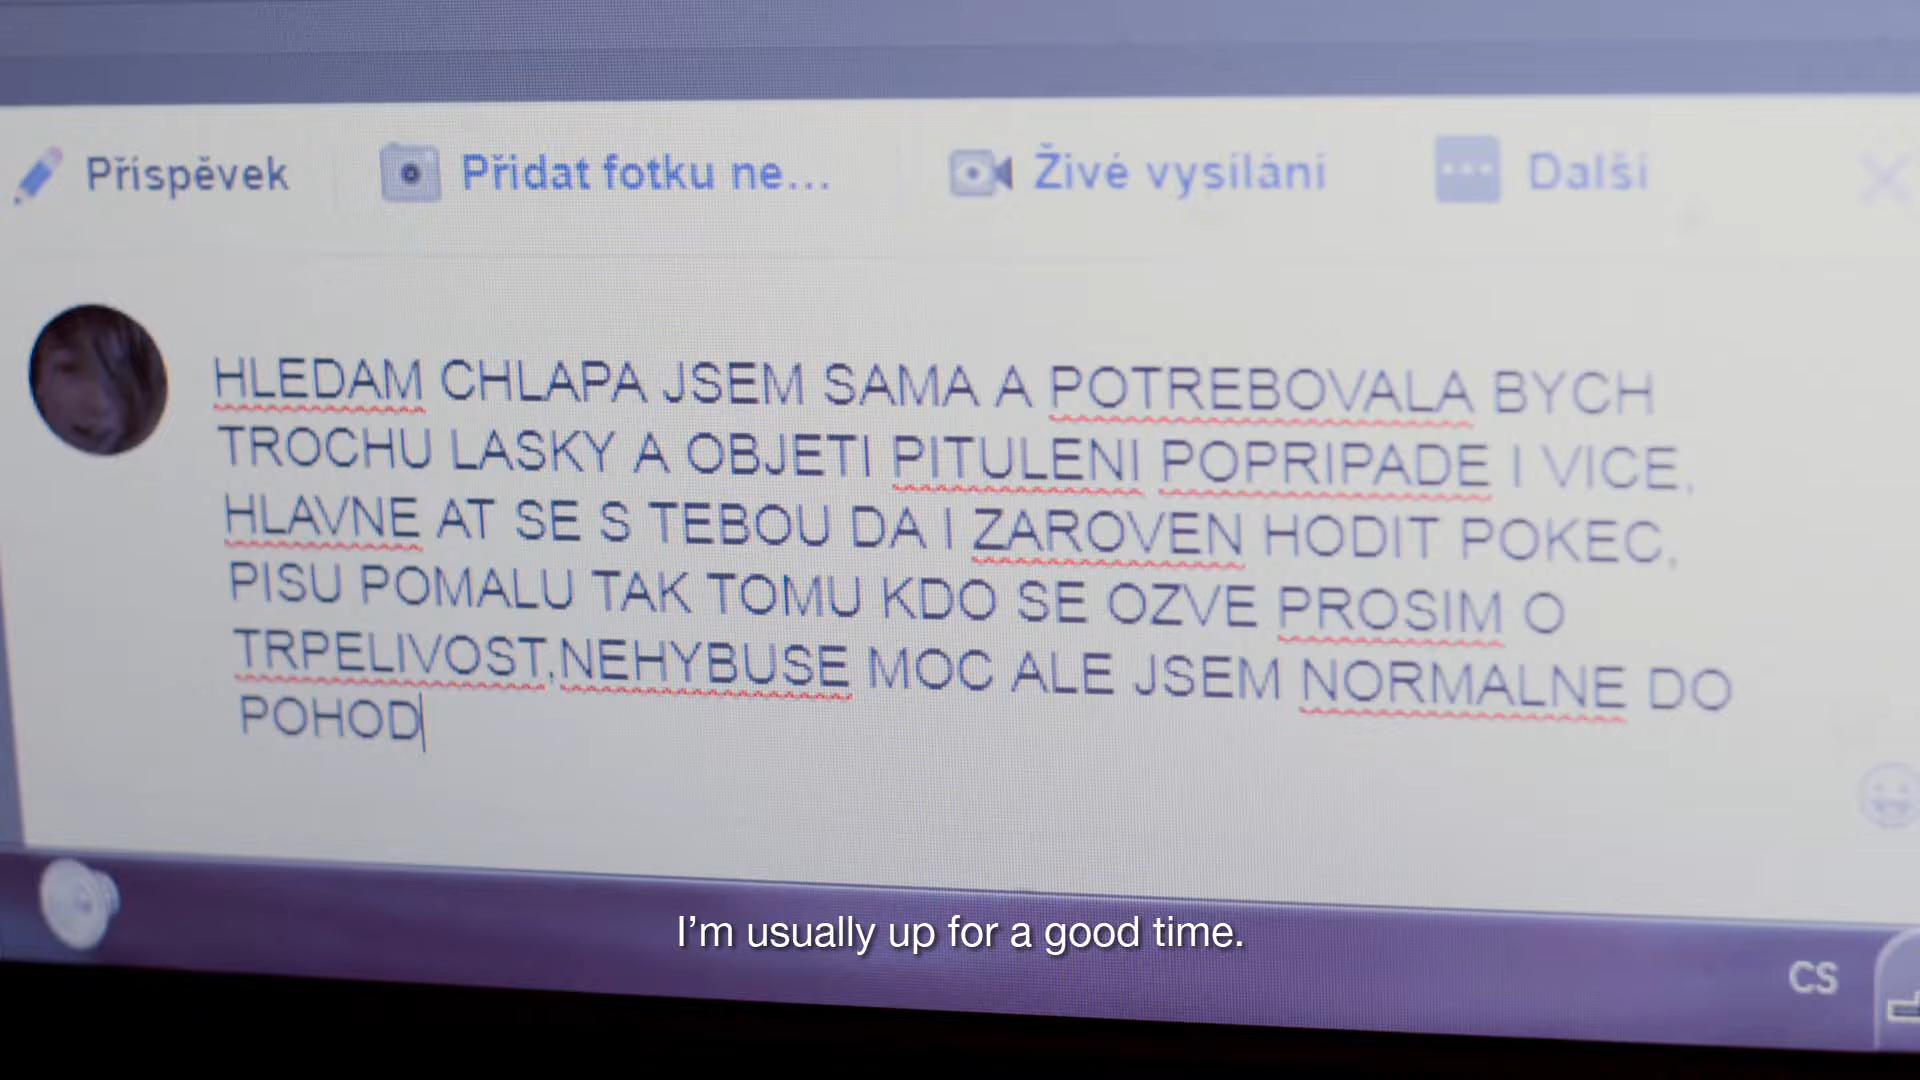 Příspěvek Přidat fotku ne... Živé vysílání Další
HLEDAM CHLAPA JSEM SAMA A POTREBOVALA BYCH
TROCHU LASKY A OBJETI PITULENI POPRIPADE I VICE,
HLAVNE AT SE S TEBOU DA I ZAROVEN HODIT POKEC,
PISU POMALU TAK TOMU KDO SE OZVE PROSIM O
TRPELIVOST,NEHYBUSE MOC ALE JSEM NORMALNE DO
POHOD
I'm usually up for a good time.
CS